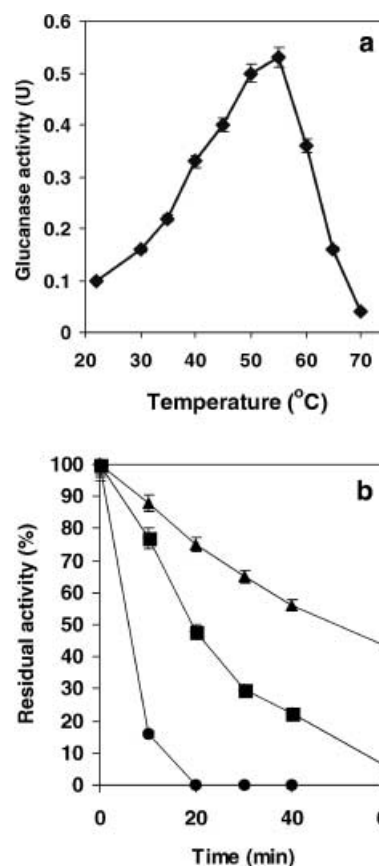 a
0.6
0.5
0.4
0.3
0.2
0.1
0
Glucanase activity (U)
20 30 40 50 60 70
Temperature (°C)
b
100
90
80
70
60
50
40
30
20
10
0
Residual activity (%)
0 20 40
Time (min)